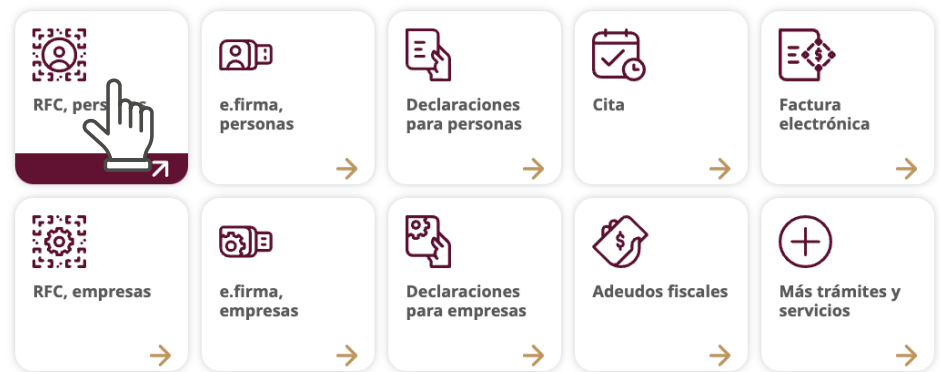 RFC, pers
e.firma,
personas
Declaraciones
para personas
Cita
Factura
electrónica
RFC, empresas
e.firma,
empresas
Declaraciones
para empresas
Adeudos fiscales
Más trámites y
servicios